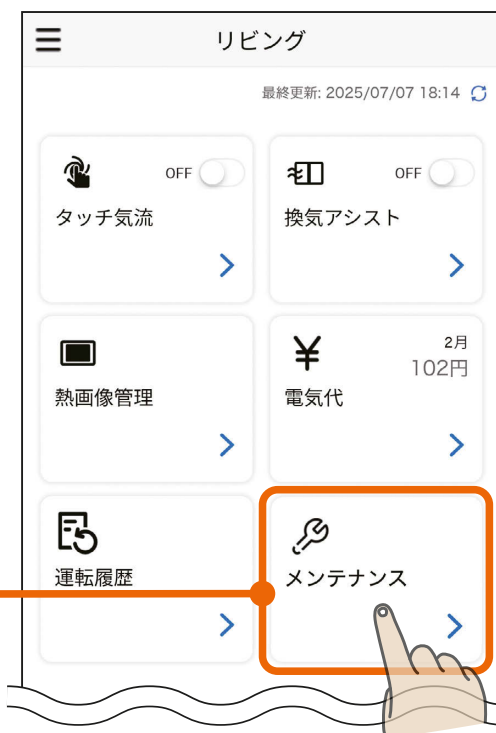 リビング
最終更新: 2025/07/07 18:14
OFF
タッチ気流
OFF
換気アシスト
熱画像管理
¥
2月
102円
電気代
運転履歴
メンテナンス